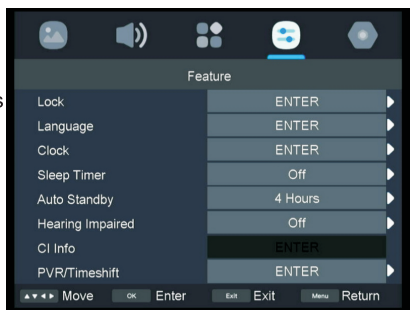 Feature
Lock ENTER
Language ENTER
Clock ENTER
Sleep Timer Off
Auto Standby 4 Hours
Hearing Impaired Off
CI Info ENTER
PVR/Timeshift ENTER
Move OK Enter Exit Exit Menu Return